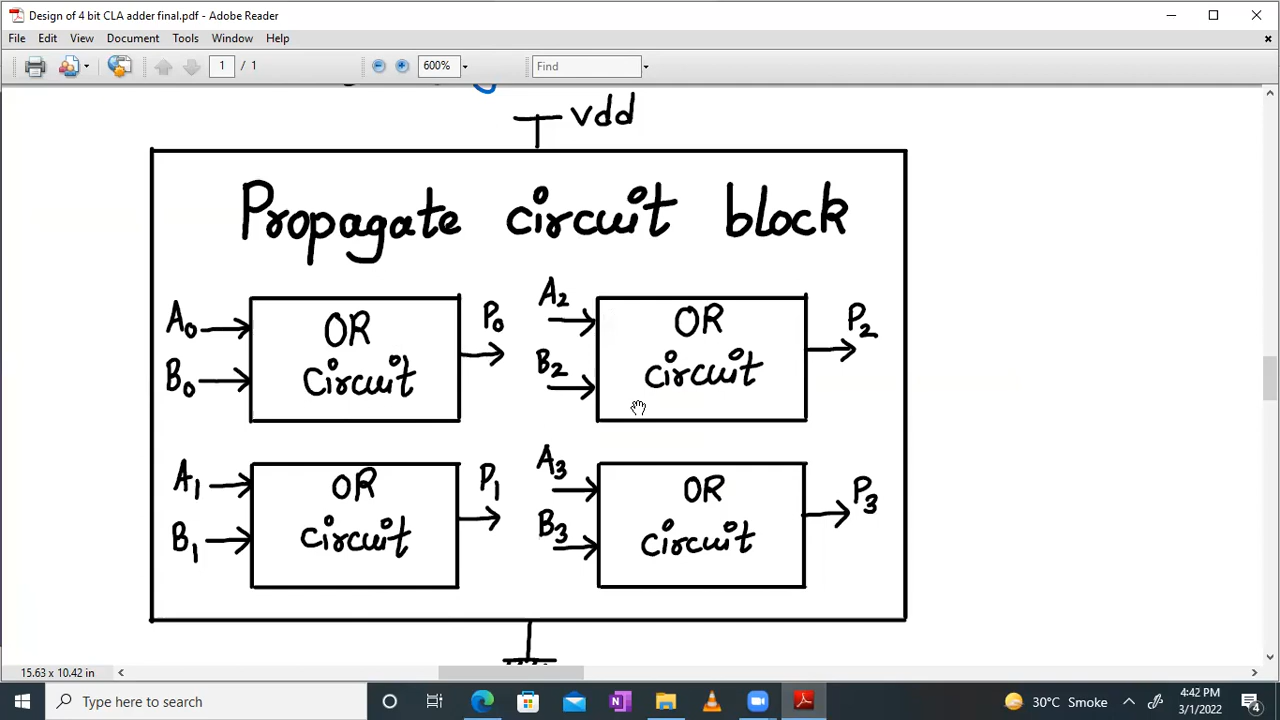 Design of 4 bit CLA adder final.pdf - Adobe Reader
File Edit View Document Tools Window Help
1 / 1 600% Find
Vdd
Propagate circuit block
A0 B0 OR circuit P0
A2 B2 OR circuit P2
A1 B1 OR circuit P1
A3 B3 OR circuit P3
15.63 x 10.42 in
Type here to search
30°C Smoke
4:42 PM
3/1/2022
4